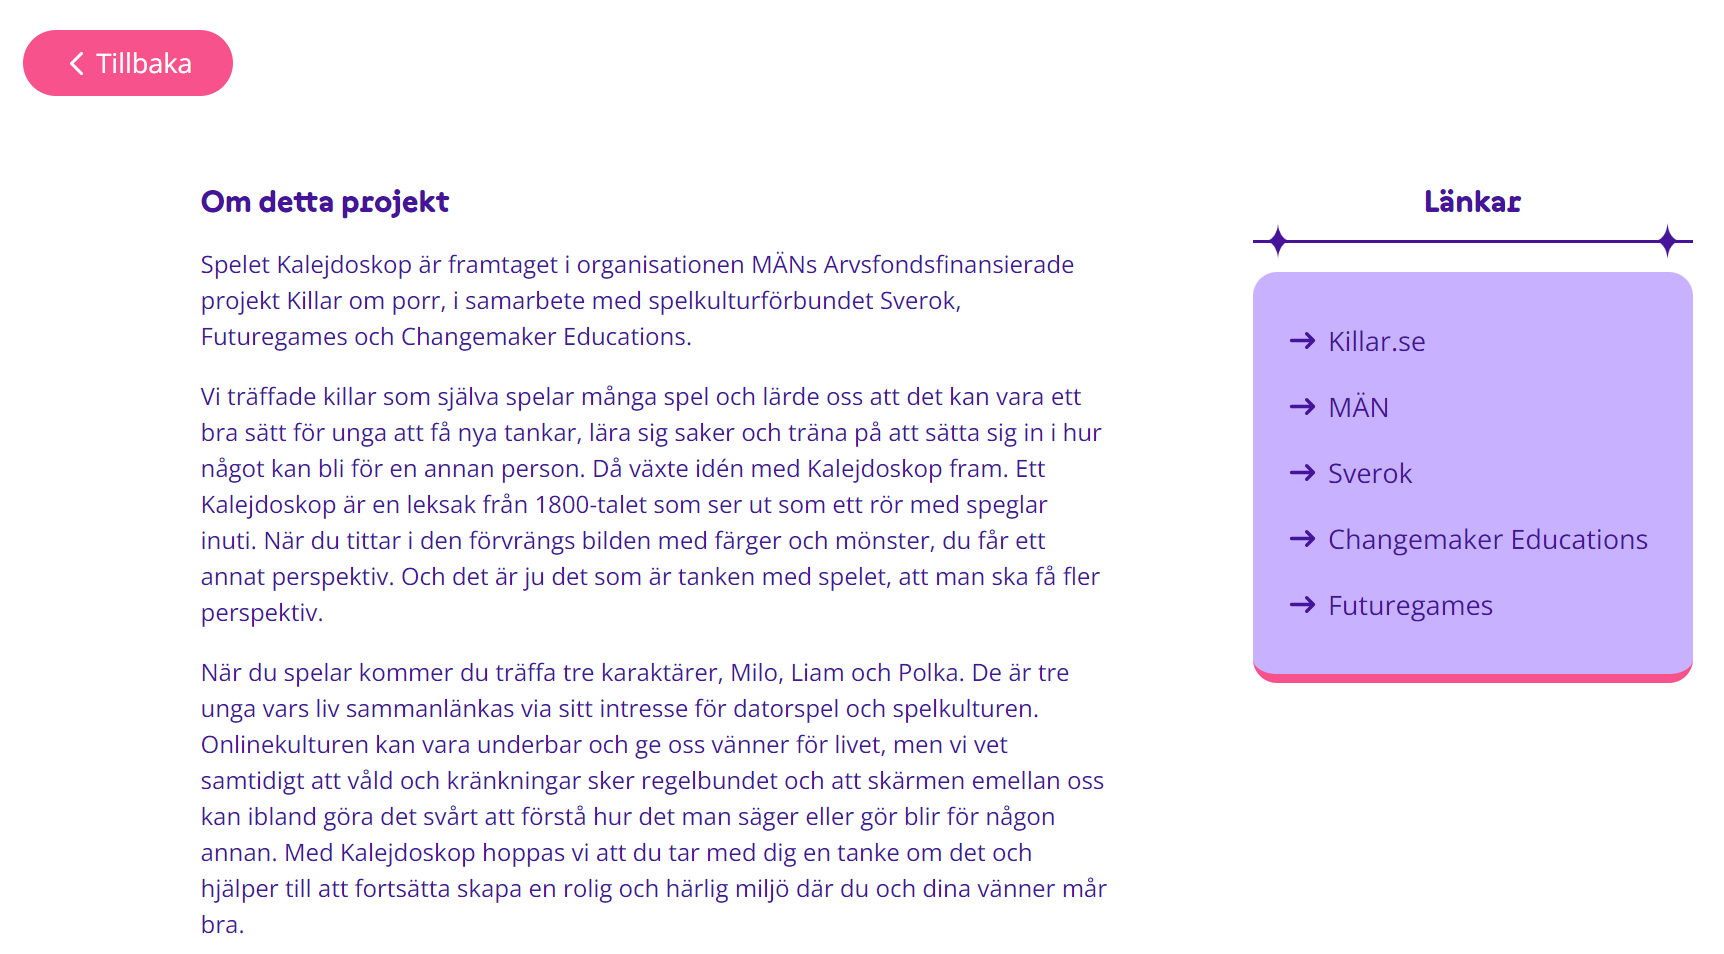 Tillbaka
Om detta projekt
Spelet Kalejdoskop är framtaget i organisationen MÄNs Arvsfondsfinansierade
projekt Killar om porr, i samarbete med spelkulturförbundet Sverok,
Futuregames och Changemaker Educations.
Vi träffade killar som själva spelar många spel och lärde oss att det kan vara ett
bra sätt för unga att få nya tankar, lära sig saker och träna på att sätta sig in i hur
något kan bli för en annan person. Då växte idén med Kalejdoskop fram. Ett
Kalejdoskop är en leksak från 1800-talet som ser ut som ett rör med speglar
inuti. När du tittar i den förvrängs bilden med färger och mönster, du får ett
annat perspektiv. Och det är ju det som är tanken med spelet, att man ska få fler
perspektiv.
När du spelar kommer du träffa tre karaktärer, Milo, Liam och Polka. De är tre
unga vars liv sammanlänkas via sitt intresse för datorspel och spelkulturen.
Onlinekulturen kan vara underbar och ge oss vänner för livet, men vi vet
samtidigt att våld och kränkningar sker regelbundet och att skärmen emellan oss
kan ibland göra det svårt att förstå hur det man säger eller gör blir för någon
annan. Med Kalejdoskop hoppas vi att du tar med dig en tanke om det och
hjälper till att fortsätta skapa en rolig och härlig miljö där du och dina vänner mår
bra.
Länkar
Killar.se
MÄN
Sverok
Changemaker Educations
Futuregames